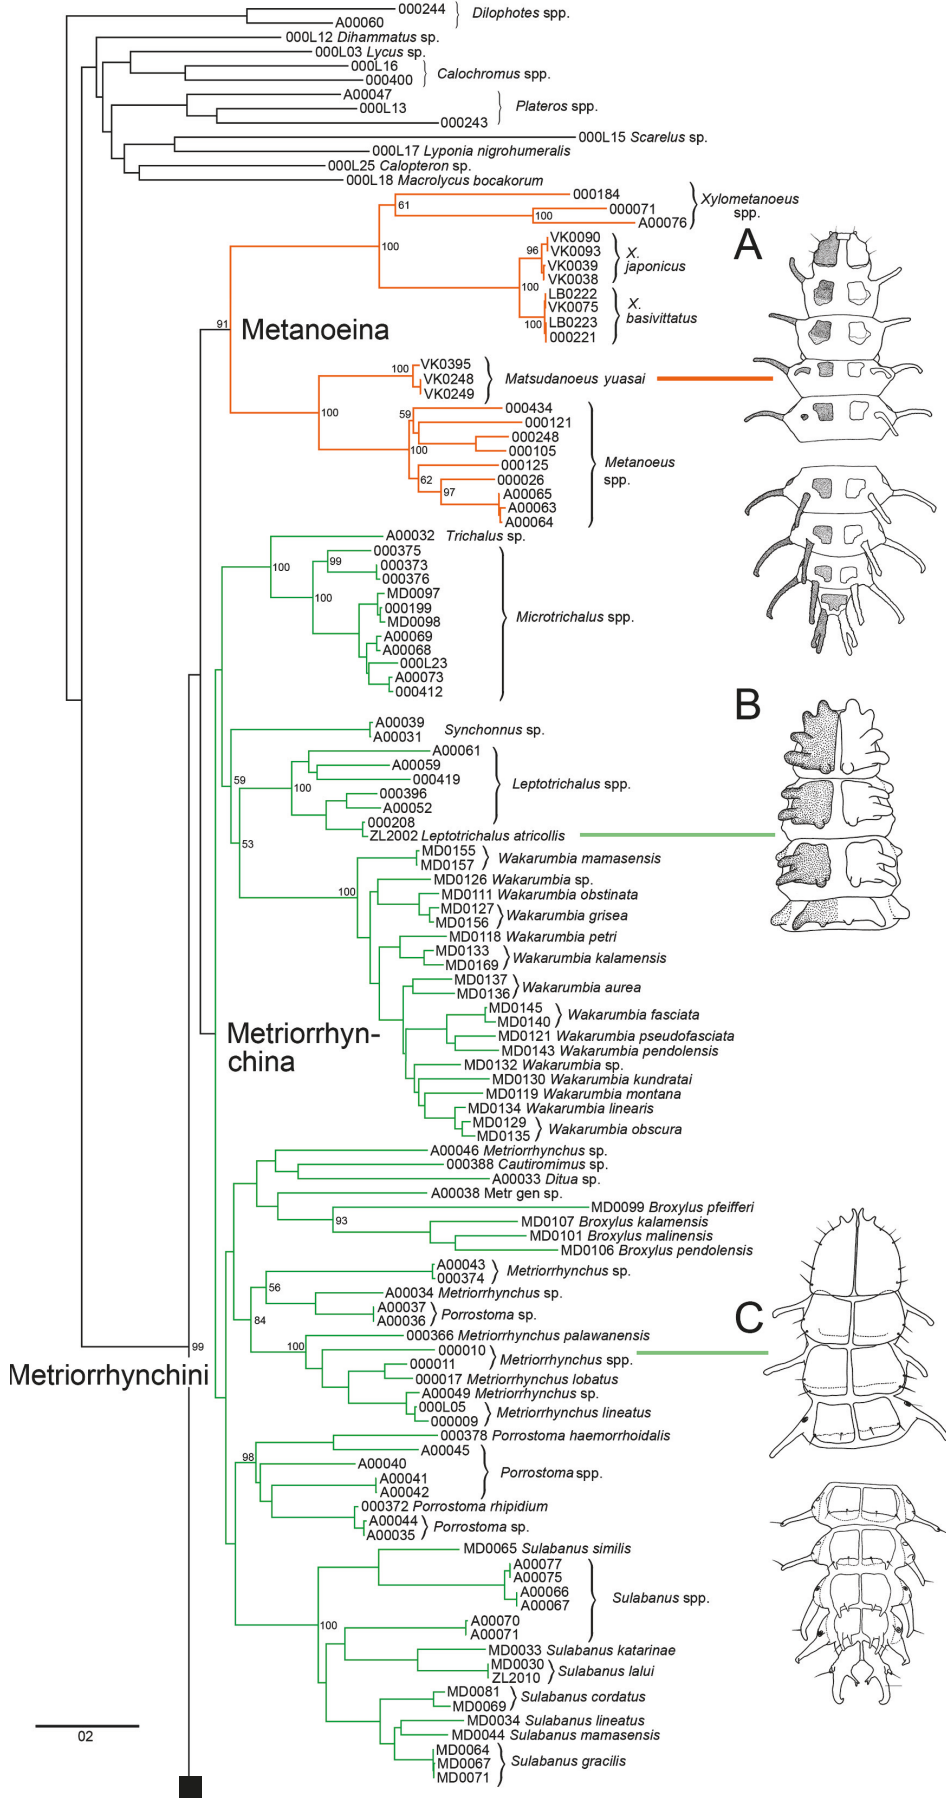 000244
Dilophotes spp.
A00060
000L12 Dihammatus sp.
000L03 Lycus sp.
000L16
Calochromus spp.
000400
A00047
000L13
Plateros spp.
000243
000L15 Scarelus sp.
000L17 Lyponia nigrohumeralis
000L25 Calopteron sp.
000L18 Macrolycus bocakorum
000184
61
Xylometanoeus
spp.
000071
100
A00076
100
A
VK0090
96
VK0093
X.
japonicus
VK0039
VK0038
100
LB0222
VK0075
X.
basivittatus
LB0223
100
000221
91
Metanoeina
VK0395
100
VK0248
Matsudanoeus yuasai
VK0249
100
000434
59
000121
000248
100
000105
000125
Metanoeus
spp.
62
000026
97
A00065
A00063
A00064
A00032 Trichalus sp.
000375
99
100
000373
000376
100
MD0097
000199
Microtrichalus spp.
MD0098
A00069
A00068
000L23
A00073
000412
B
A00039
Synchonnus sp.
A00031
A00061
A00059
59
000419
100
Leptotrichalus spp.
000396
A00052
000208
ZL2002 Leptotrichalus atricollis
53
MD0155
Wakarumbia mamasensis
MD0157
MD0126 Wakarumbia sp.
100
MD0111 Wakarumbia obstinata
MD0127
Wakarumbia grisea
MD0156
MD0118 Wakarumbia petri
MD0133
Wakarumbia kalamensis
MD0169
MD0137
Wakarumbia aurea
MD0136
MD0145
Wakarumbia fasciata
MD0140
Metriorrhyn-
china
MD0121 Wakarumbia pseudofasciata
MD0143 Wakarumbia pendolensis
MD0132 Wakarumbia sp.
MD0130 Wakarumbia kundratai
MD0119 Wakarumbia montana
MD0134 Wakarumbia linearis
MD0129
Wakarumbia obscura
MD0135
A00046 Metriorrhynchus sp.
000388 Cautiromimus sp.
A00033 Ditua sp.
A00038 Metr gen sp.
MD0099 Broxylus pfeifferi
93
MD0107 Broxylus kalamensis
MD0101 Broxylus malinensis
MD0106 Broxylus pendolensis
A00043
Metriorrhynchus sp.
000374
56
A00034 Metriorrhynchus sp.
A00037
Porrostoma sp.
A00036
84
C
000366 Metriorrhynchus palawanensis
99
100
000010
Metriorrhynchus spp.
000011
Metriorrhynchini
000017 Metriorrhynchus lobatus
A00049 Metriorrhynchus sp.
000L05
Metriorrhynchus lineatus
000009
000378 Porrostoma haemorrhoidalis
98
A00045
A00040
Porrostoma spp.
A00041
A00042
000372 Porrostoma rhipidium
A00044
Porrostoma sp.
A00035
MD0065 Sulabanus similis
A00077
A00075
A00066
Sulabanus spp.
A00067
100
A00070
A00071
MD0033 Sulabanus katarinae
MD0030
Sulabanus lalui
ZL2010
MD0081
Sulabanus cordatus
MD0069
MD0034 Sulabanus lineatus
MD0044 Sulabanus mamasensis
02
MD0064
MD0067 Sulabanus gracilis
MD0071